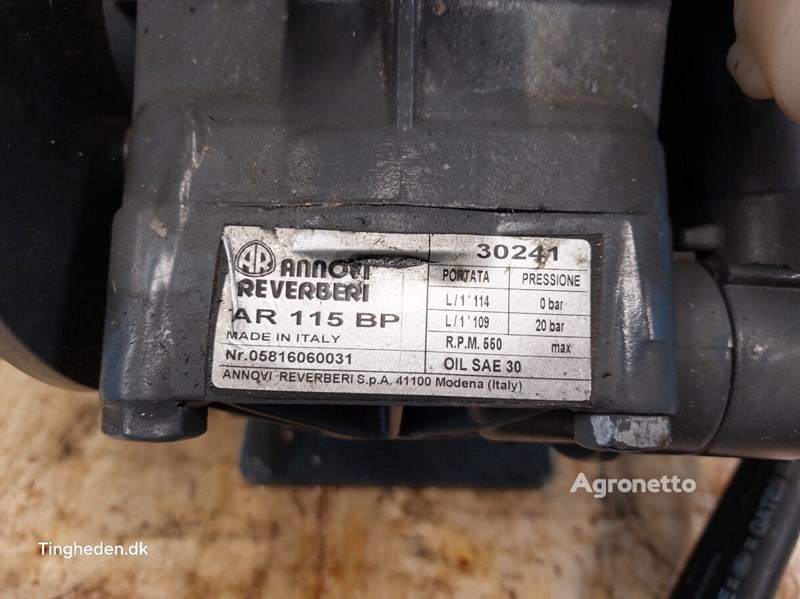 AR ANNOVI
REVERBERI
AR 115 BP
MADE IN ITALY
Nr.05816060031
30241
PORTATA PRESSIONE
L/1' 114 0 bar
L/1' 109 20 bar
R.P.M. 550 max
OIL SAE 30
ANNOVI-REVERBERI S.p.A. 41100 Modena (Italy)
Agronetto
Tingheden.dk